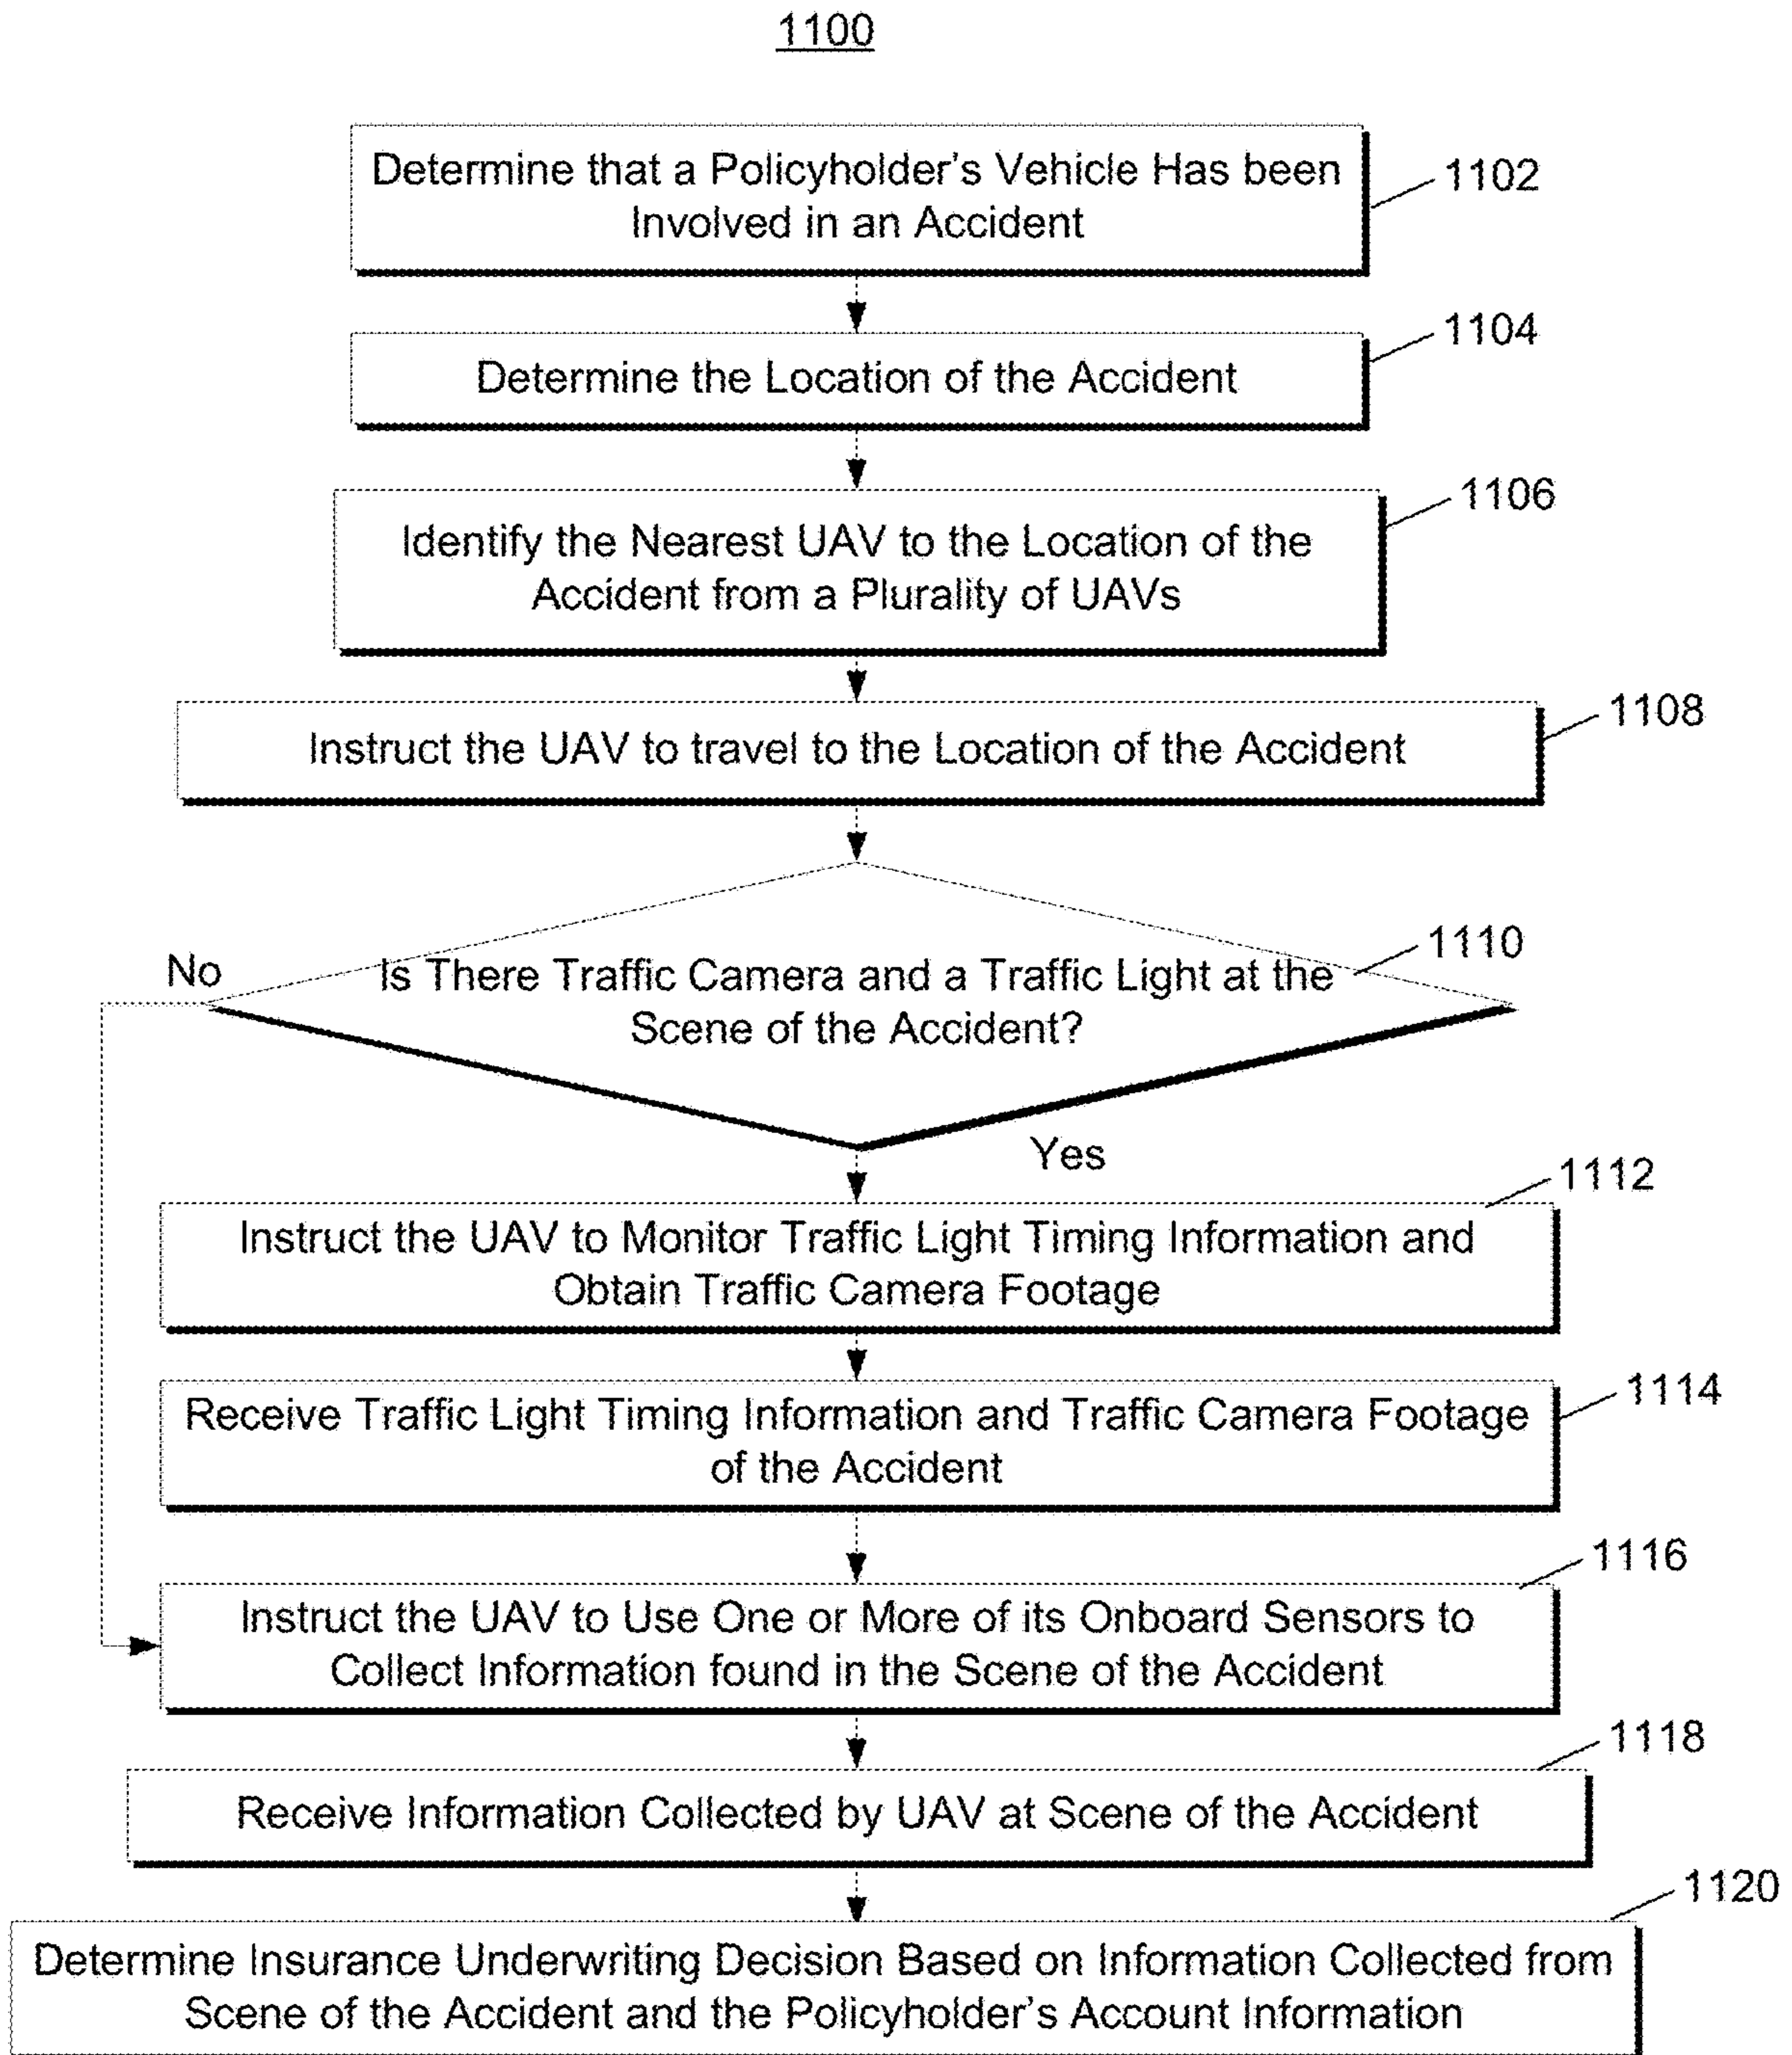 1100
Determine that a Policyholder's Vehicle Has been
Involved in an Accident
1102
Determine the Location of the Accident
1104
Identify the Nearest UAV to the Location of the
Accident from a Plurality of UAVs
1106
Instruct the UAV to travel to the Location of the Accident
1108
Is There Traffic Camera and a Traffic Light at the
Scene of the Accident?
1110
No
Yes
Instruct the UAV to Monitor Traffic Light Timing Information and
Obtain Traffic Camera Footage
1112
Receive Traffic Light Timing Information and Traffic Camera Footage
of the Accident
1114
Instruct the UAV to Use One or More of its Onboard Sensors to
Collect Information found in the Scene of the Accident
1116
Receive Information Collected by UAV at Scene of the Accident
1118
Determine Insurance Underwriting Decision Based on Information Collected from
Scene of the Accident and the Policyholder's Account Information
1120